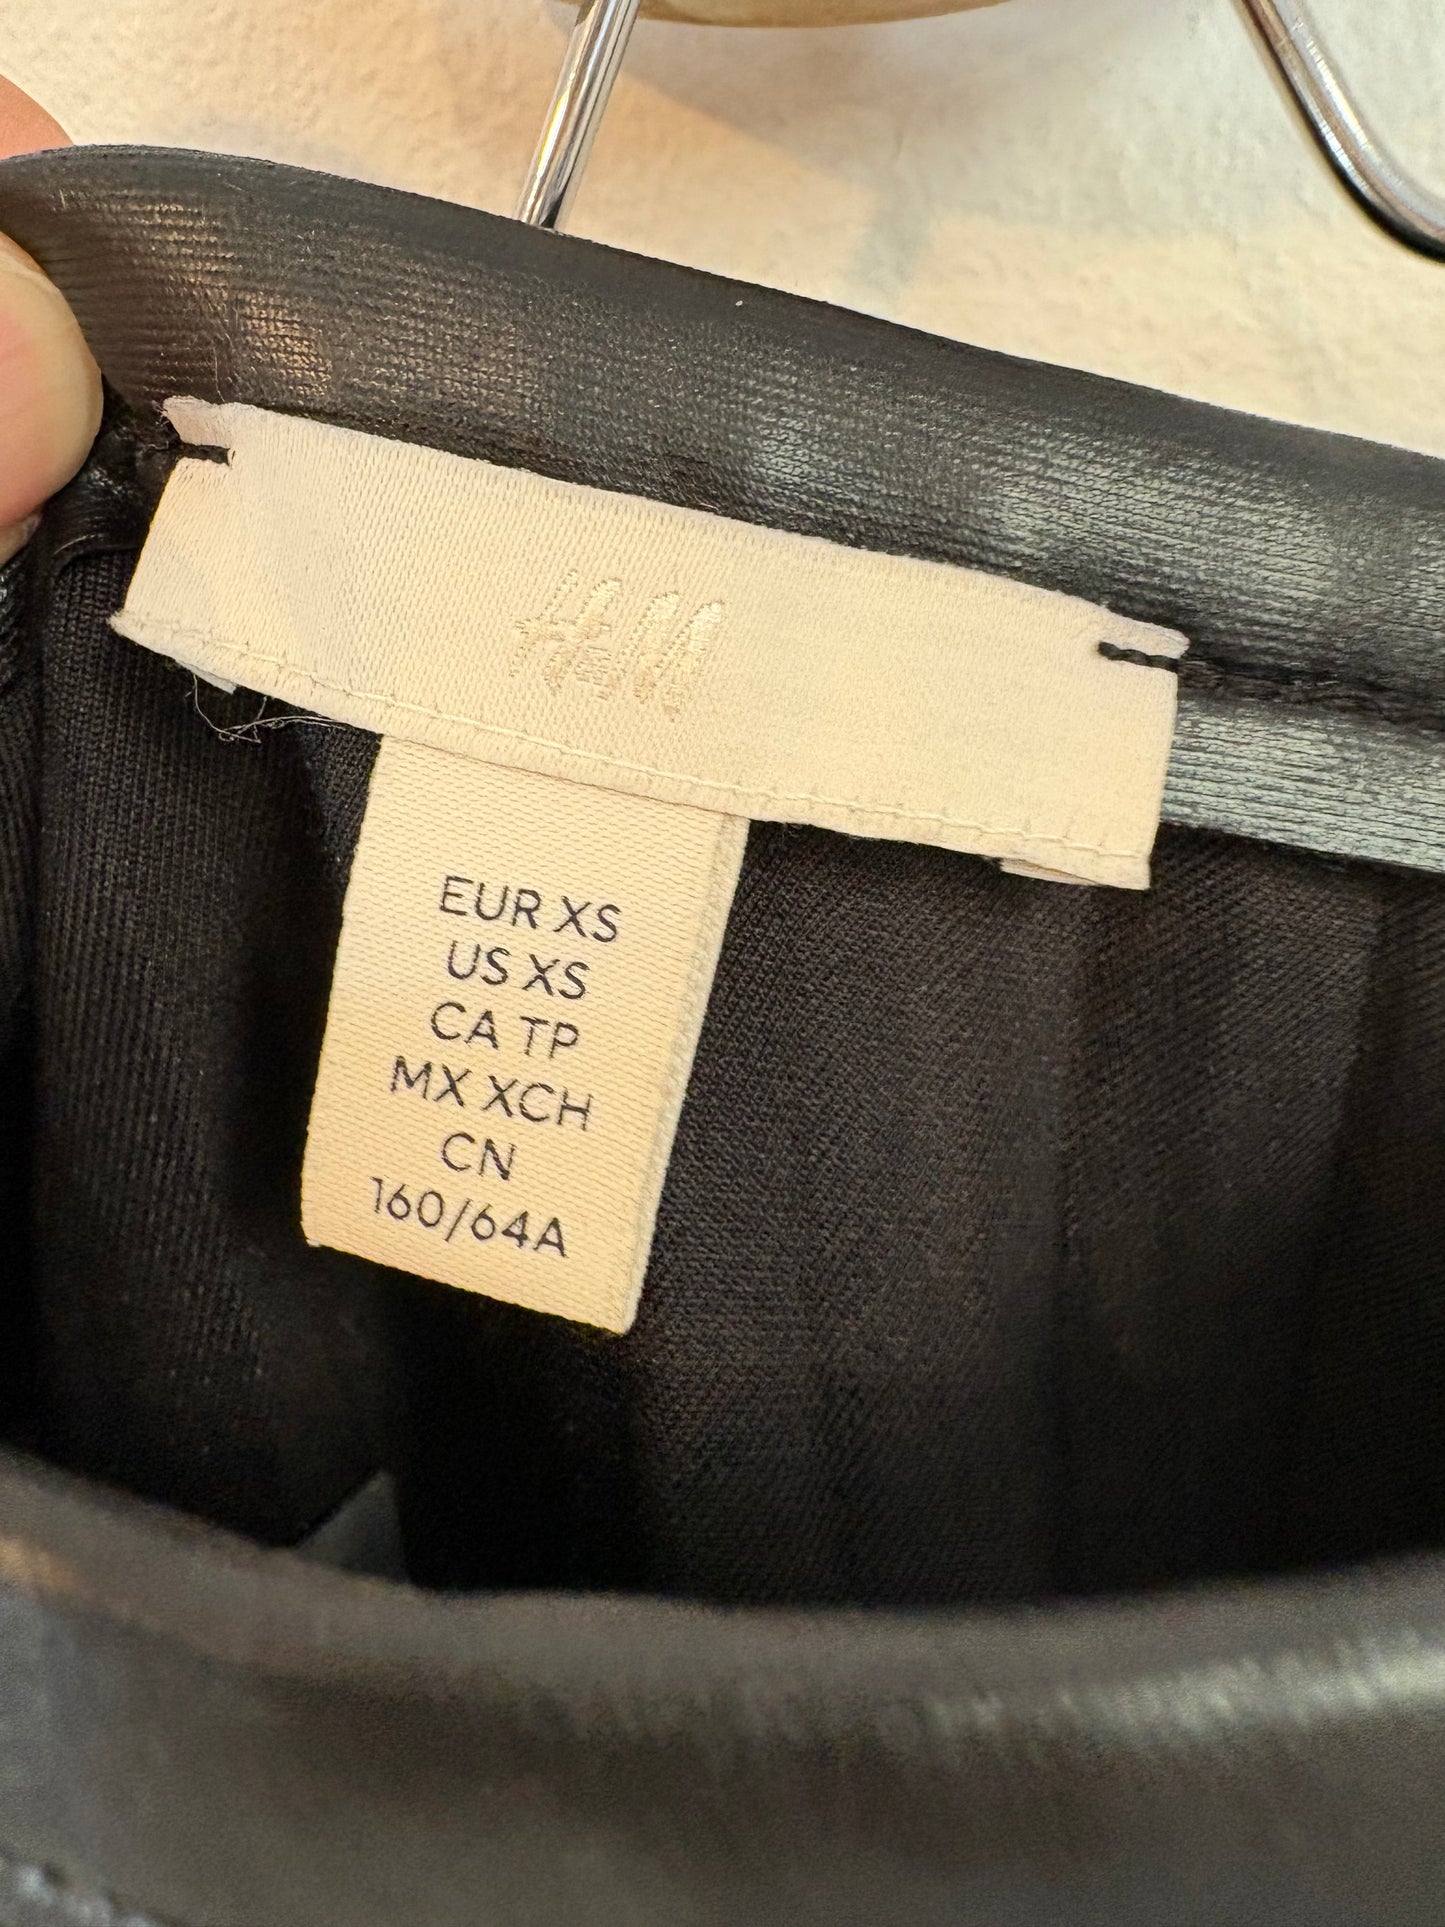 H&M
EUR XS
US XS
CA TP
MX XCH
CN
160/64A